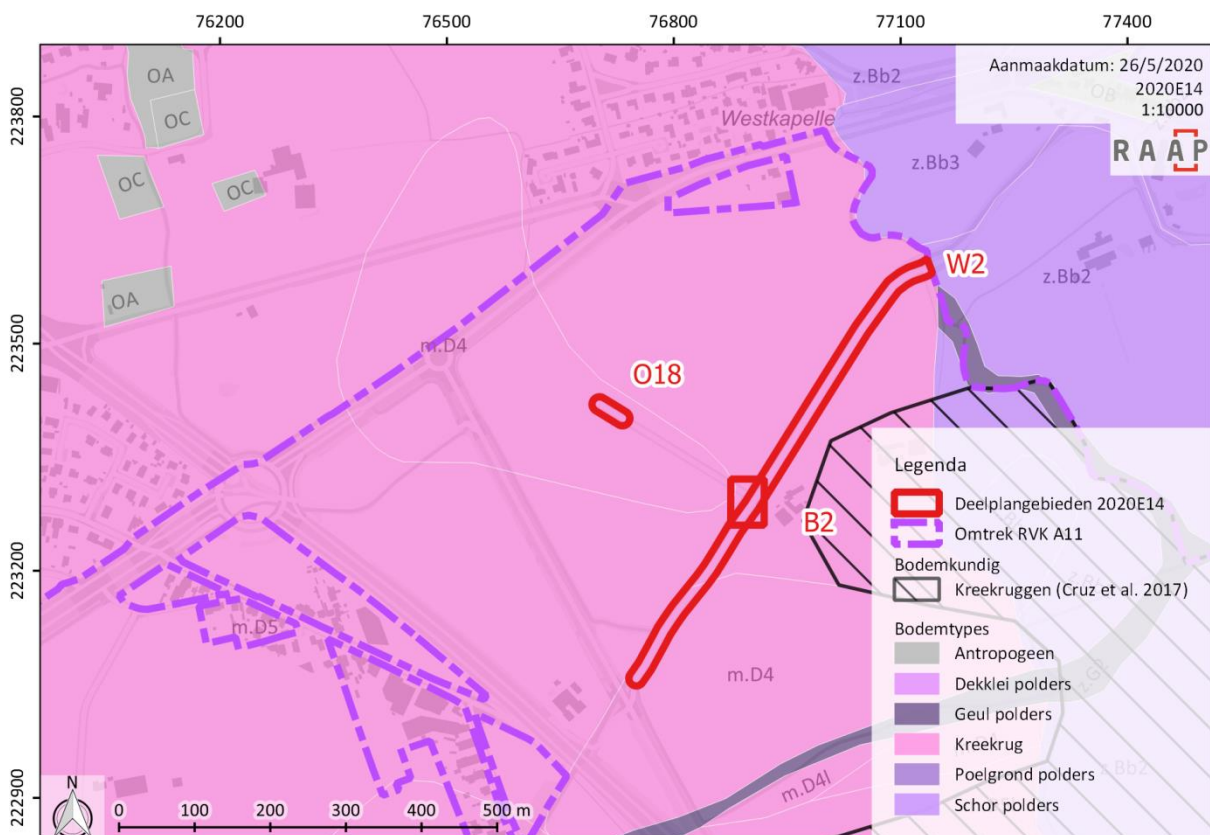 76200 76500 76800 77100 77400
Aanmaakdatum: 26/5/2020
2020E14
1:10000
RAAP
223800
223500
223200
222900
OA
OC
OC
OC
OA
z.Bb2
OB
Westkapelle
z.Bb3
W2
z.Bb2
m.D4
O18
B2
m.D5
m.D4
z.Gp.
m.D4l
z.Bb2
Legenda
Deelplangebieden 2020E14
Omtrek RVK A11
Bodemkundig
Kreekruggen (Cruz et al. 2017)
Bodemtypes
Antropogeen
Dekklei polders
Geul polders
Kreekrug
Poelgrond polders
Schor polders
N
0 100 200 300 400 500 m